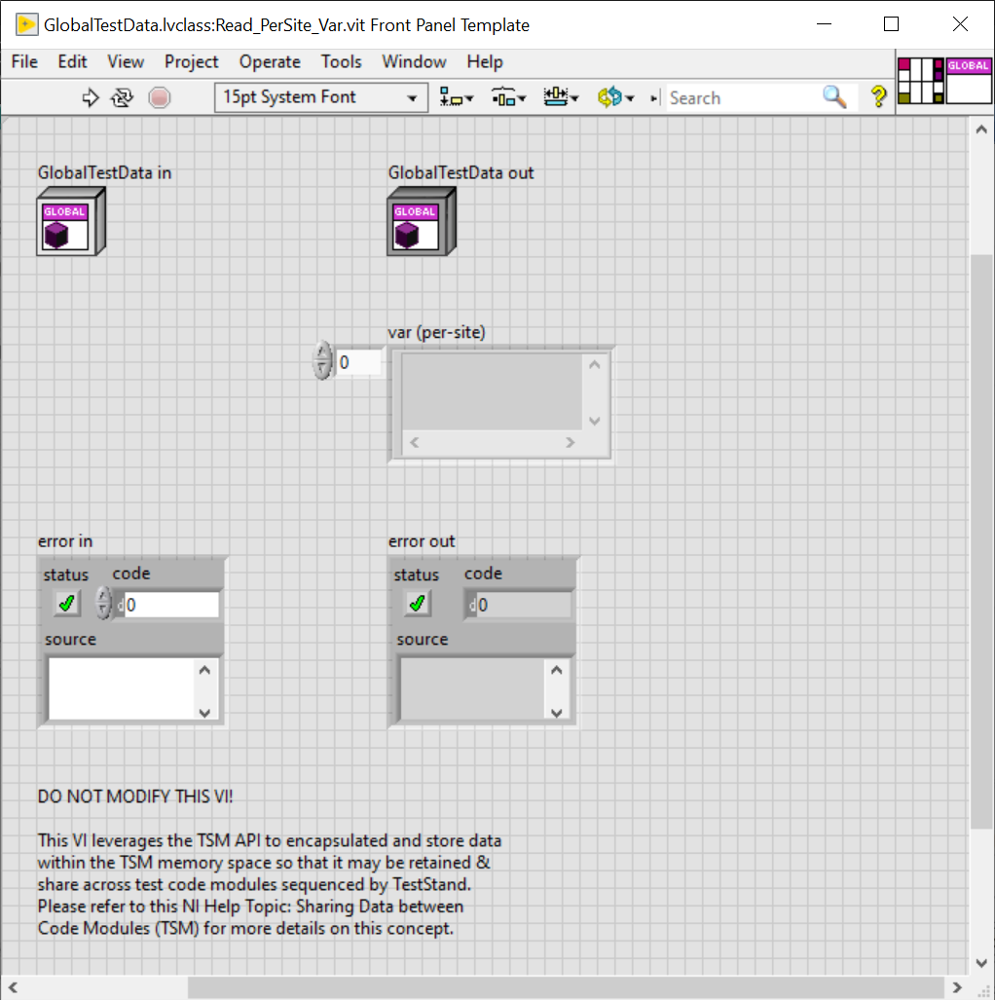 GlobalTestData.lvclass:Read_PerSite_Var.vit Front Panel Template
File Edit View Project Operate Tools Window Help
15pt System Font
Search
?
GLOBAL
GlobalTestData in
GlobalTestData out
GLOBAL
GLOBAL
var (per-site)
0
error in
error out
status code
status code
d0
d0
source
source
DO NOT MODIFY THIS VI!
This VI leverages the TSM API to encapsulated and store data
within the TSM memory space so that it may be retained &
share across test code modules sequenced by TestStand.
Please refer to this NI Help Topic: Sharing Data between
Code Modules (TSM) for more details on this concept.